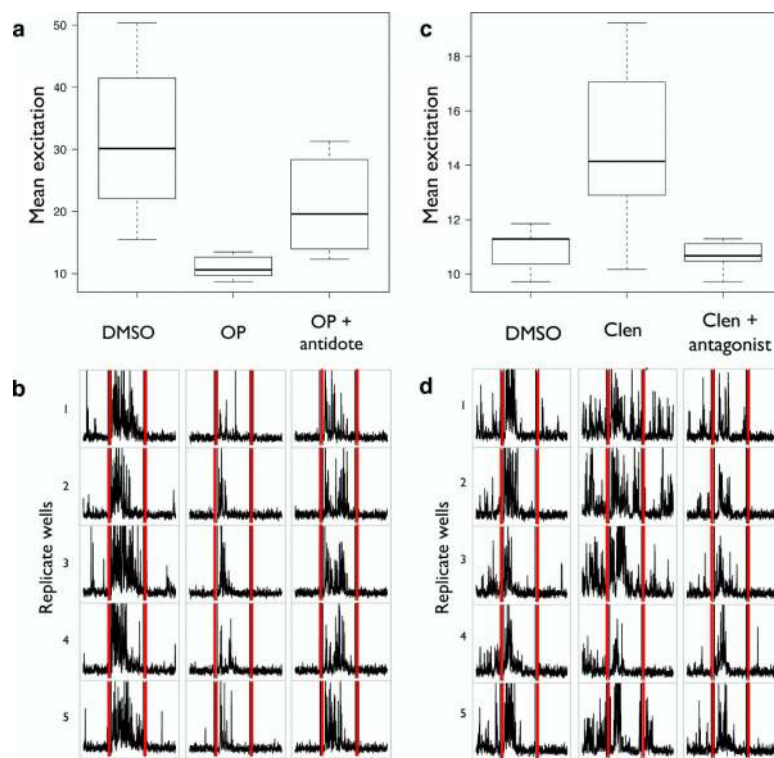 a
Mean excitation
50
40
30
20
10
DMSO
OP
OP +
antidote
b
Replicate wells
1
2
3
4
5
c
Mean excitation
18
16
14
12
10
DMSO
Clen
Clen +
antagonist
d
Replicate wells
1
2
3
4
5